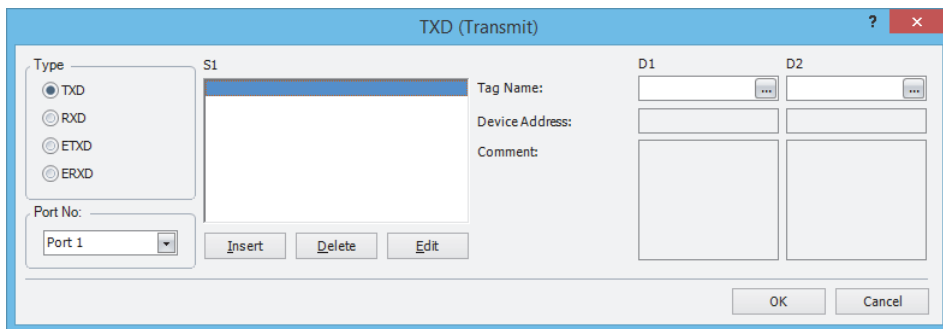 TXD (Transmit)
?
Type
TXD
RXD
ETXD
ERXD
Port No:
Port 1
S1
Insert
Delete
Edit
D1
D2
Tag Name:
...
...
Device Address:
Comment:
OK
Cancel